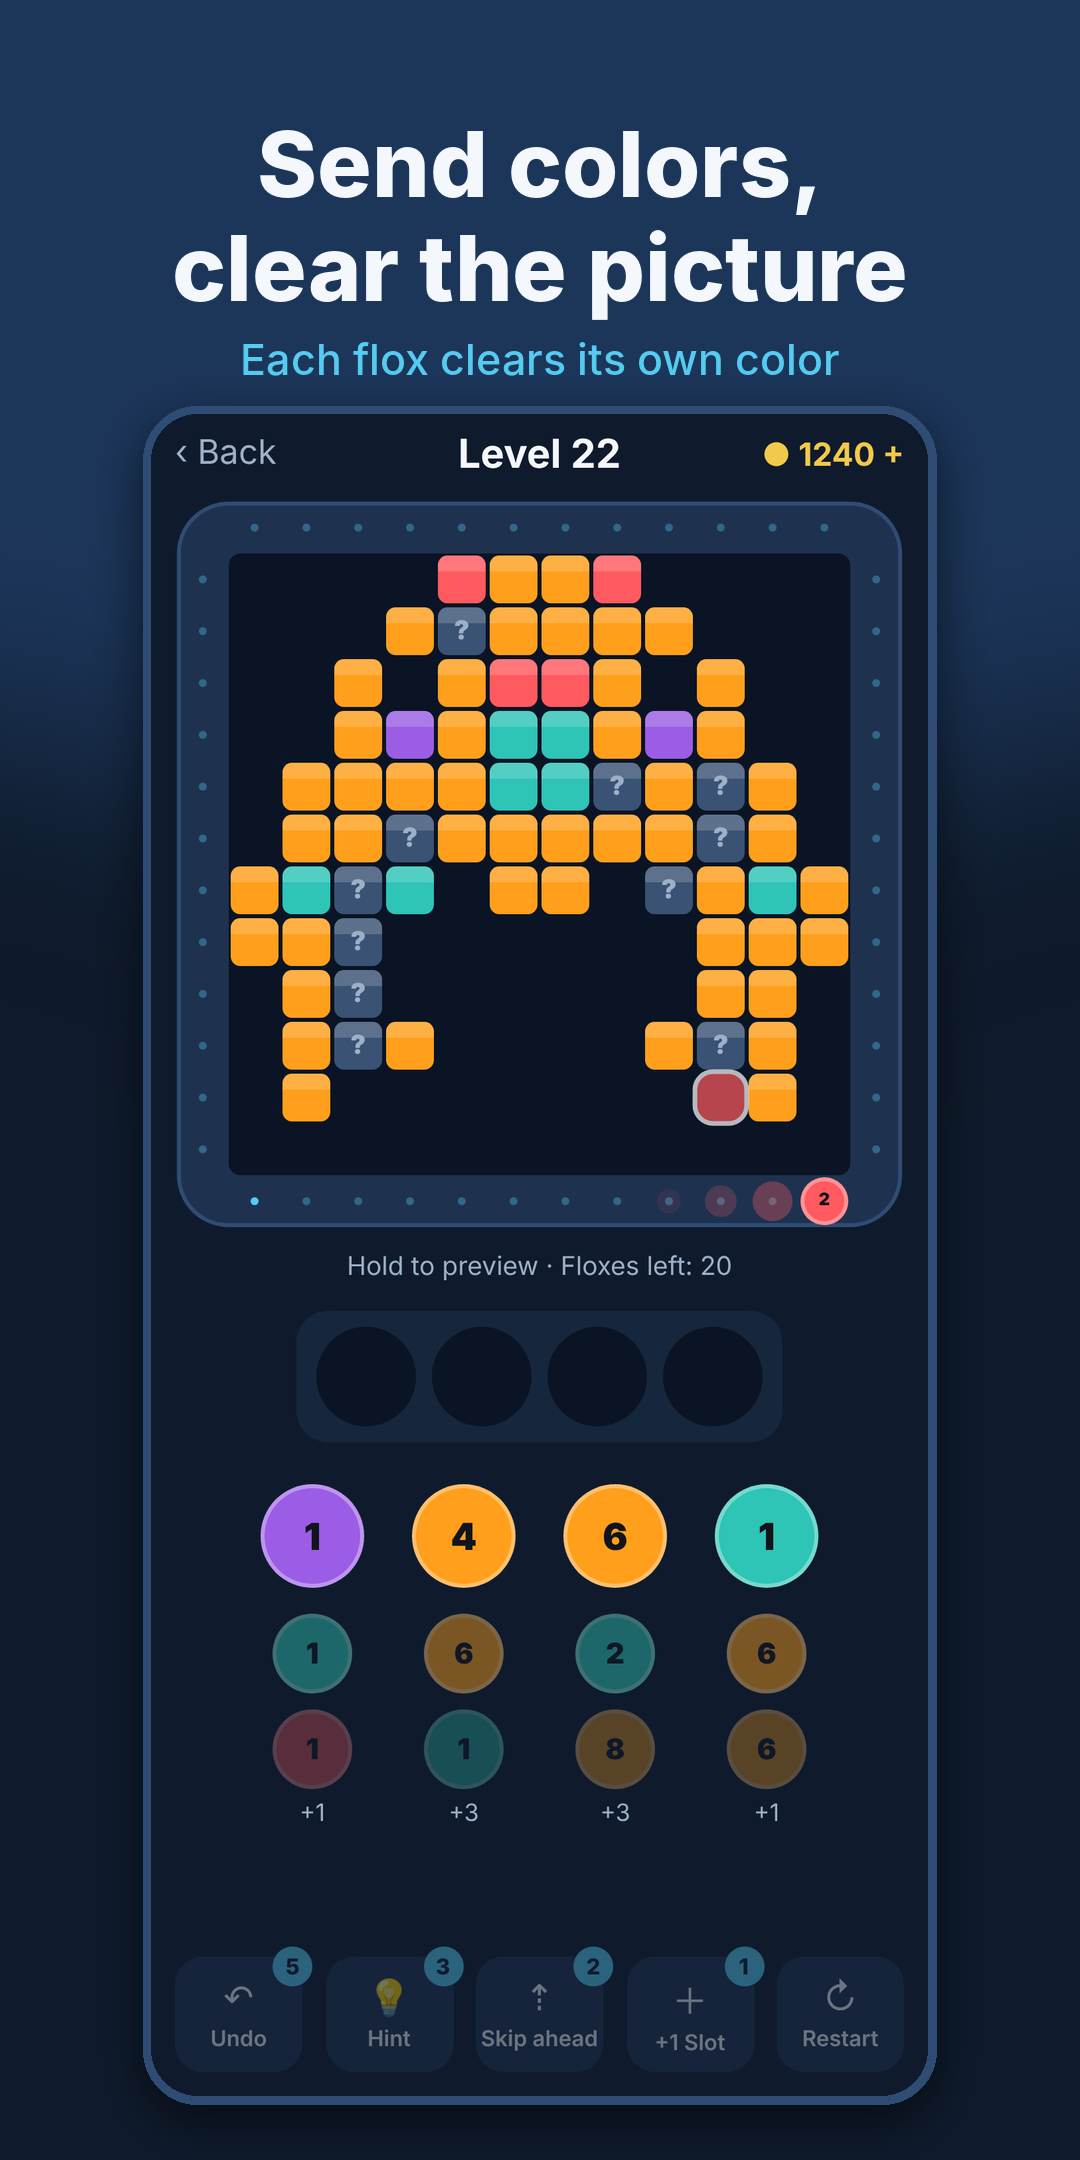 Send colors,
clear the picture
Each flox clears its own color
‹ Back Level 22 1240 +
?
? ?
? ?
? ?
?
?
? ?
2
Hold to preview · Floxes left: 20
1 4 6 1
1 6 2 6
1 1 8 6
+1 +3 +3 +1
5 3 2 1
Undo Hint Skip ahead +1 Slot Restart